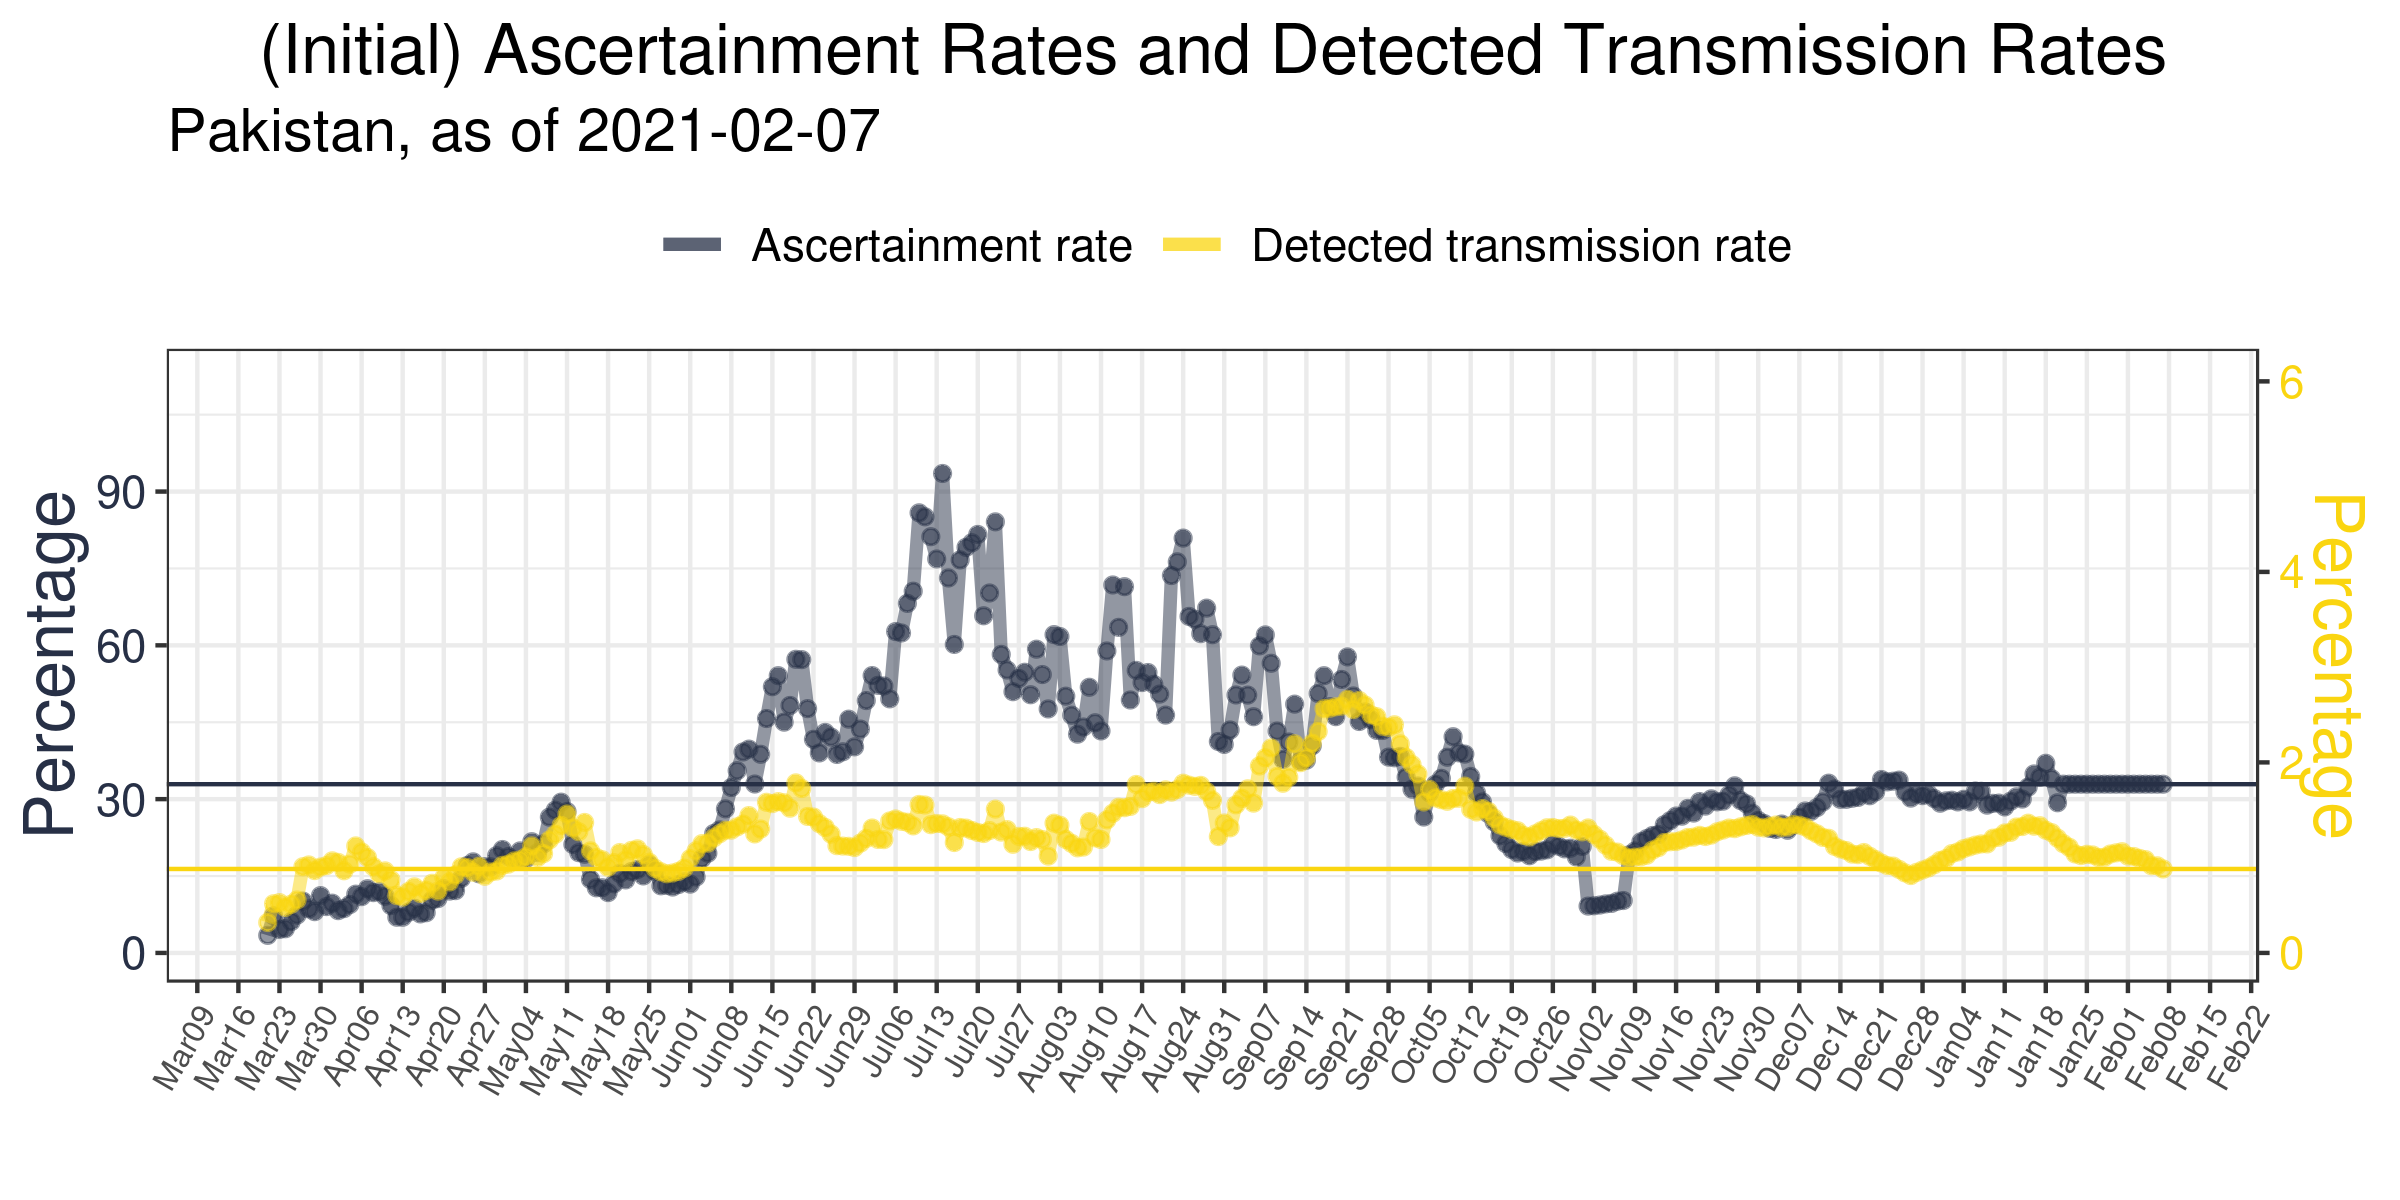 (Initial) Ascertainment Rates and Detected Transmission Rates
Pakistan, as of 2021-02-07
Ascertainment rate
Detected transmission rate
Percentage
90
60
30
0
6
4
2
0
Percentage
Mar09
Mar16
Mar23
Mar30
Apr06
Apr13
Apr20
Apr27
May04
May11
May18
May25
Jun01
Jun08
Jun15
Jun22
Jun29
Jul06
Jul13
Jul20
Jul27
Aug03
Aug10
Aug17
Aug24
Aug31
Sep07
Sep14
Sep21
Sep28
Oct05
Oct12
Oct19
Oct26
Nov02
Nov09
Nov16
Nov23
Nov30
Dec07
Dec14
Dec21
Dec28
Jan04
Jan11
Jan18
Jan25
Feb01
Feb08
Feb15
Feb22